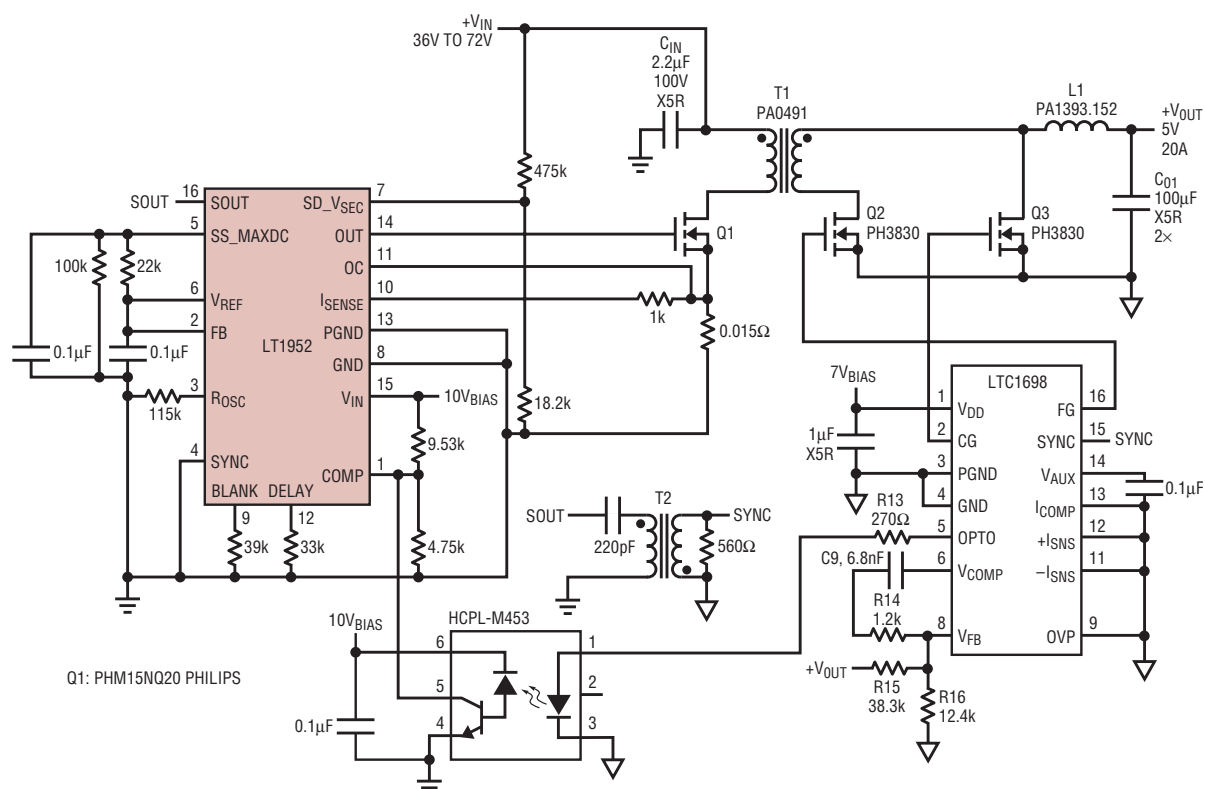 +VIN
36V TO 72V
CIN
2.2µF
100V
X5R
T1
PA0491
L1
PA1393.152
+VOUT
5V
20A
CO1
100µF
X5R
2×
475k
SOUT
16
SOUT
SD_VSEC
7
5
SS_MAXDC
OUT
14
Q1
Q2
PH3830
Q3
PH3830
100k
22k
OC
11
6
VREF
ISENSE
10
1k
2
FB
PGND
13
0.015Ω
0.1µF
0.1µF
LT1952
GND
8
3
ROSC
115k
VIN
15
10VBIAS
18.2k
9.53k
4
SYNC
COMP
1
BLANK
DELAY
9
12
39k
33k
4.75k
7VBIAS
1µF
X5R
LTC1698
1
VDD
FG
16
2
CG
SYNC
15
SYNC
3
PGND
VAUX
14
0.1µF
4
GND
ICOMP
13
R13
270Ω
5
OPTO
+ISNS
12
C9, 6.8nF
6
VCOMP
–ISNS
11
R14
1.2k
8
VFB
OVP
9
+VOUT
R15
38.3k
R16
12.4k
SOUT
220pF
T2
SYNC
560Ω
10VBIAS
HCPL-M453
6
1
5
2
4
3
0.1µF
Q1: PHM15NQ20 PHILIPS